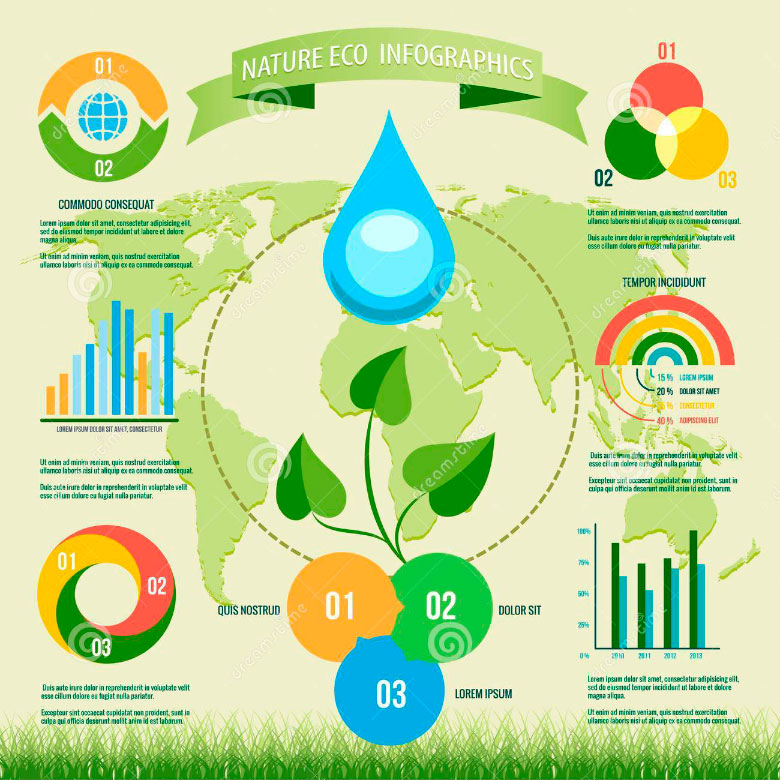 NATURE ECO INFOGRAPHICS
01
02
COMMODO CONSEQUAT
Lorem ipsum dolor sit amet, consectetur adipisicing elit,
sed do eiusmod tempor incididunt ut labore et dolore
magna aliqua.
Ut enim ad minim veniam, quis nostrud exercitation
ullamco laboris nisi ut aliquip ex ea commodo consequat.
LOREM IPSUM DOLOR SIT AMET, CONSECTETUR
Ut enim ad minim veniam, quis nostrud exercitation
ullamco laboris nisi ut aliquip ex ea commodo consequat.
Duis aute irure dolor in reprehenderit in voluptate velit
esse cillum dolore eu fugiat nulla pariatur.
01
02
03
Duis aute irure dolor in reprehenderit in voluptate velit
esse cillum dolore eu fugiat nulla pariatur.
Excepteur sint occaecat cupidatat non proident, sunt in
culpa qui officia deserunt mollit anim id est laborum.
QUIS NOSTRUD
01
02
DOLOR SIT
03
LOREM IPSUM
01
02
03
Ut enim ad minim veniam, quis nostrud exercitation
ullamco laboris nisi ut aliquip ex ea commodo consequat.
Duis aute irure dolor in reprehenderit in voluptate velit
esse cillum dolore eu fugiat nulla pariatur.
TEMPOR INCIDIDUNT
15 % LOREM IPSUM
20 % DOLOR SIT AMET
% CONSECTETUR
40 % ADIPISCING ELIT
Duis aute irure dolor in reprehenderit in voluptate velit
esse cillum dolore eu fugiat nulla pariatur.
Excepteur sint occaecat cupidatat non proident, sunt in
culpa qui officia deserunt mollit anim id est laborum.
100%
75%
50%
25%
0 %
2010 2011 2012 2013
Lorem ipsum dolor sit amet, consectetur adipisicing elit,
sed do eiusmod tempor incididunt ut labore et dolore
magna aliqua.
Ut enim ad minim veniam, quis nostrud exercitation
ullamco laboris nisi ut aliquip ex ea commodo consequat.
dreamstime